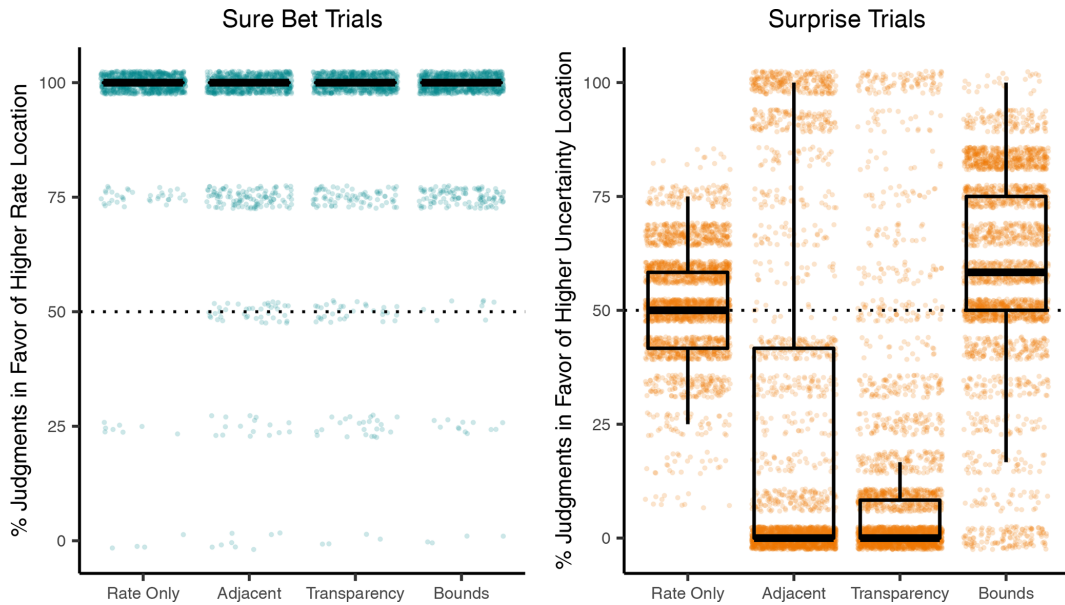 Sure Bet Trials
% Judgments in Favor of Higher Rate Location
100
75
50
25
0
Rate Only
Adjacent
Transparency
Bounds
Surprise Trials
% Judgments in Favor of Higher Uncertainty Location
100
75
50
25
0
Rate Only
Adjacent
Transparency
Bounds